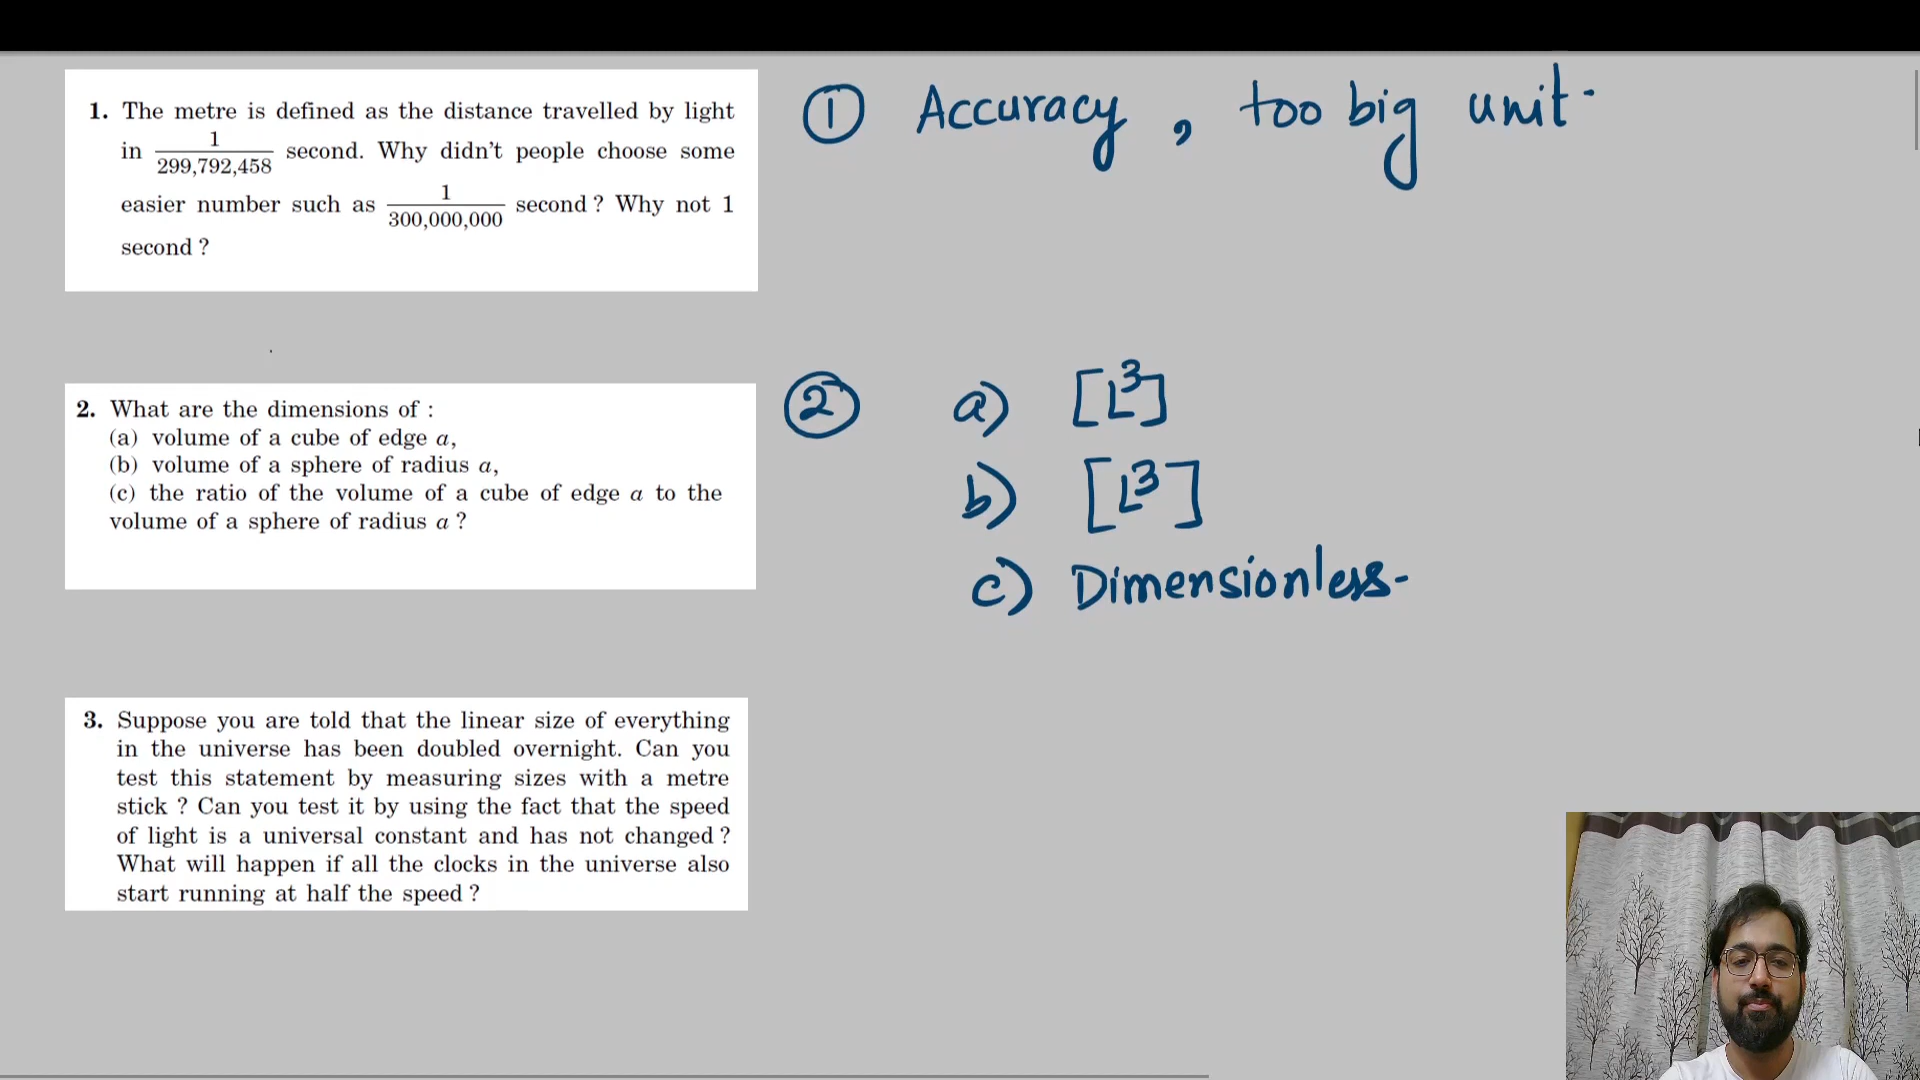 1. The metre is defined as the distance travelled by light
in 1/299,792,458 second. Why didn't people choose some
easier number such as 1/300,000,000 second ? Why not 1
second ?
① Accuracy , too big unit.
2. What are the dimensions of :
(a) volume of a cube of edge a,
(b) volume of a sphere of radius a,
(c) the ratio of the volume of a cube of edge a to the
volume of a sphere of radius a ?
② a) [L³]
b) [L³]
c) Dimensionless.
3. Suppose you are told that the linear size of everything
in the universe has been doubled overnight. Can you
test this statement by measuring sizes with a metre
stick ? Can you test it by using the fact that the speed
of light is a universal constant and has not changed ?
What will happen if all the clocks in the universe also
start running at half the speed ?